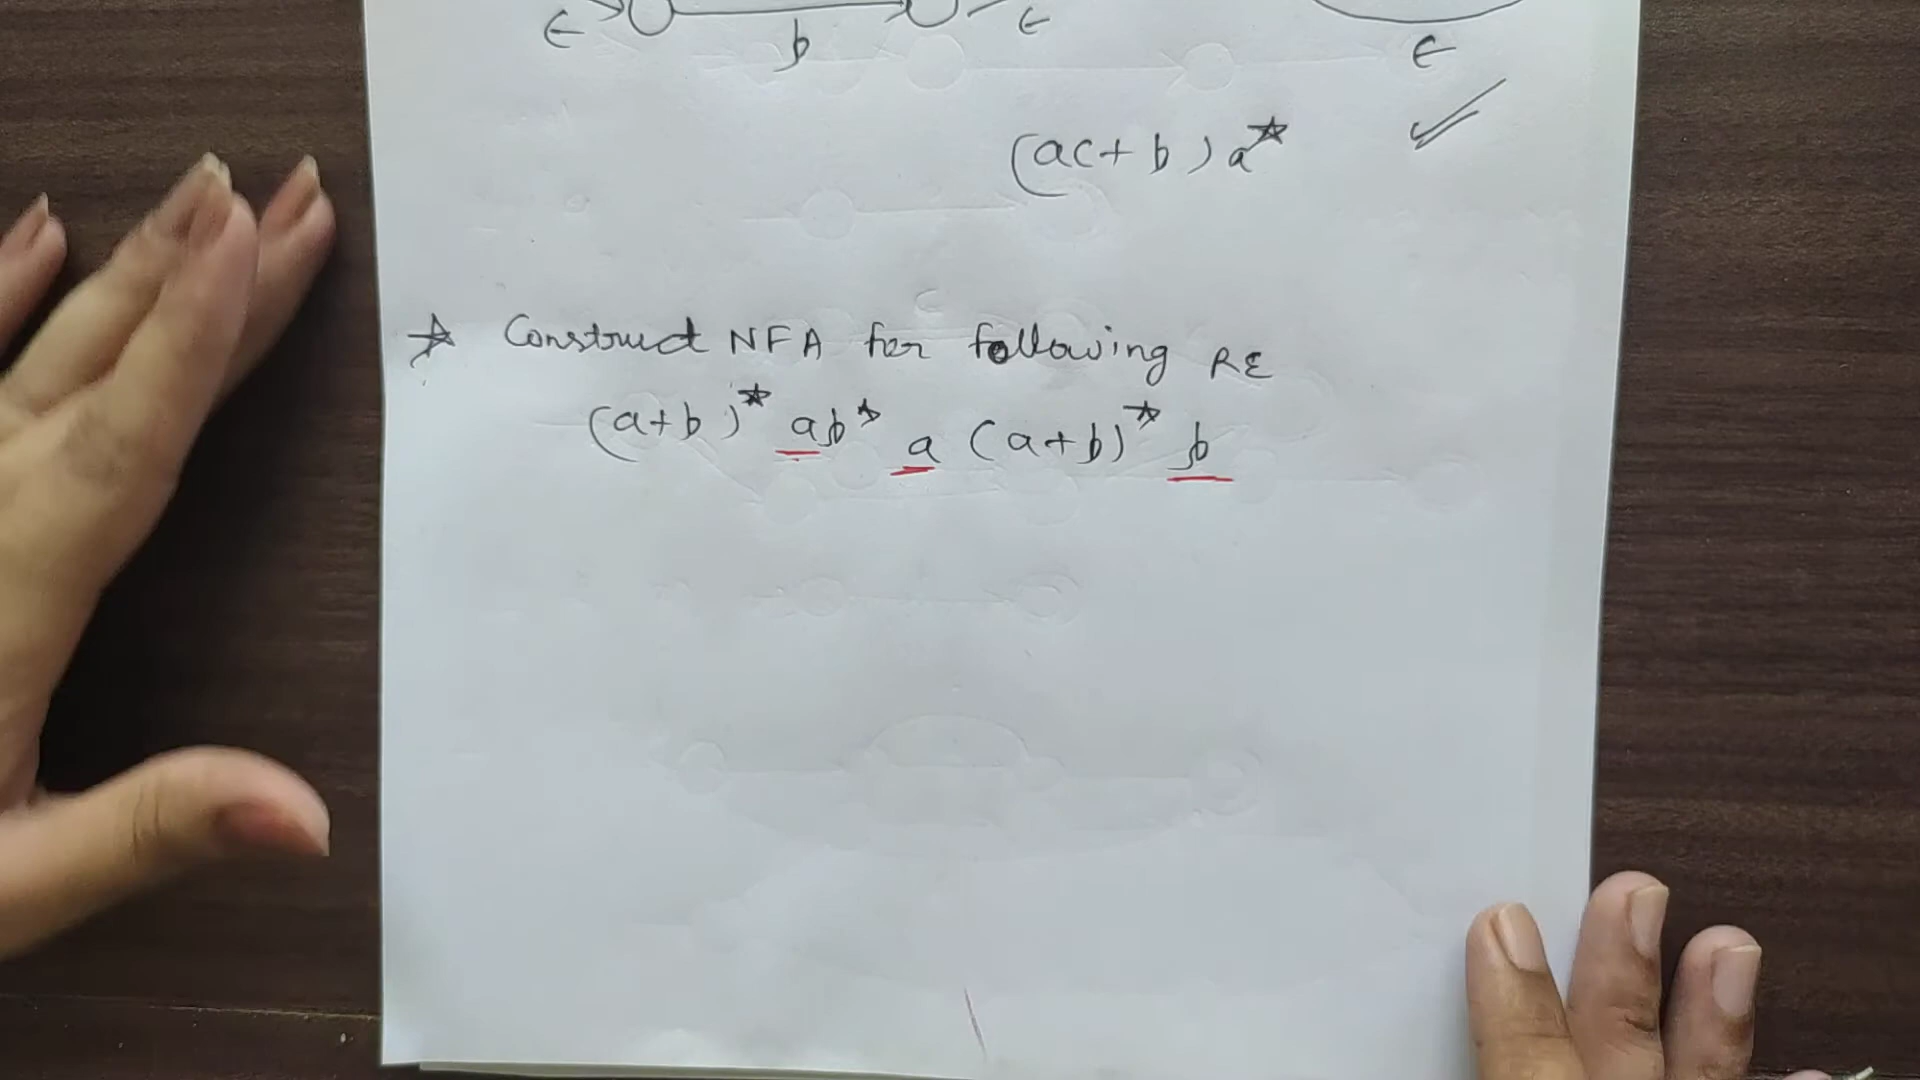 ϵ b ϵ ϵ
(ac+b)a*
* Construct NFA for following RE
(a+b)* ab* a (a+b)* b